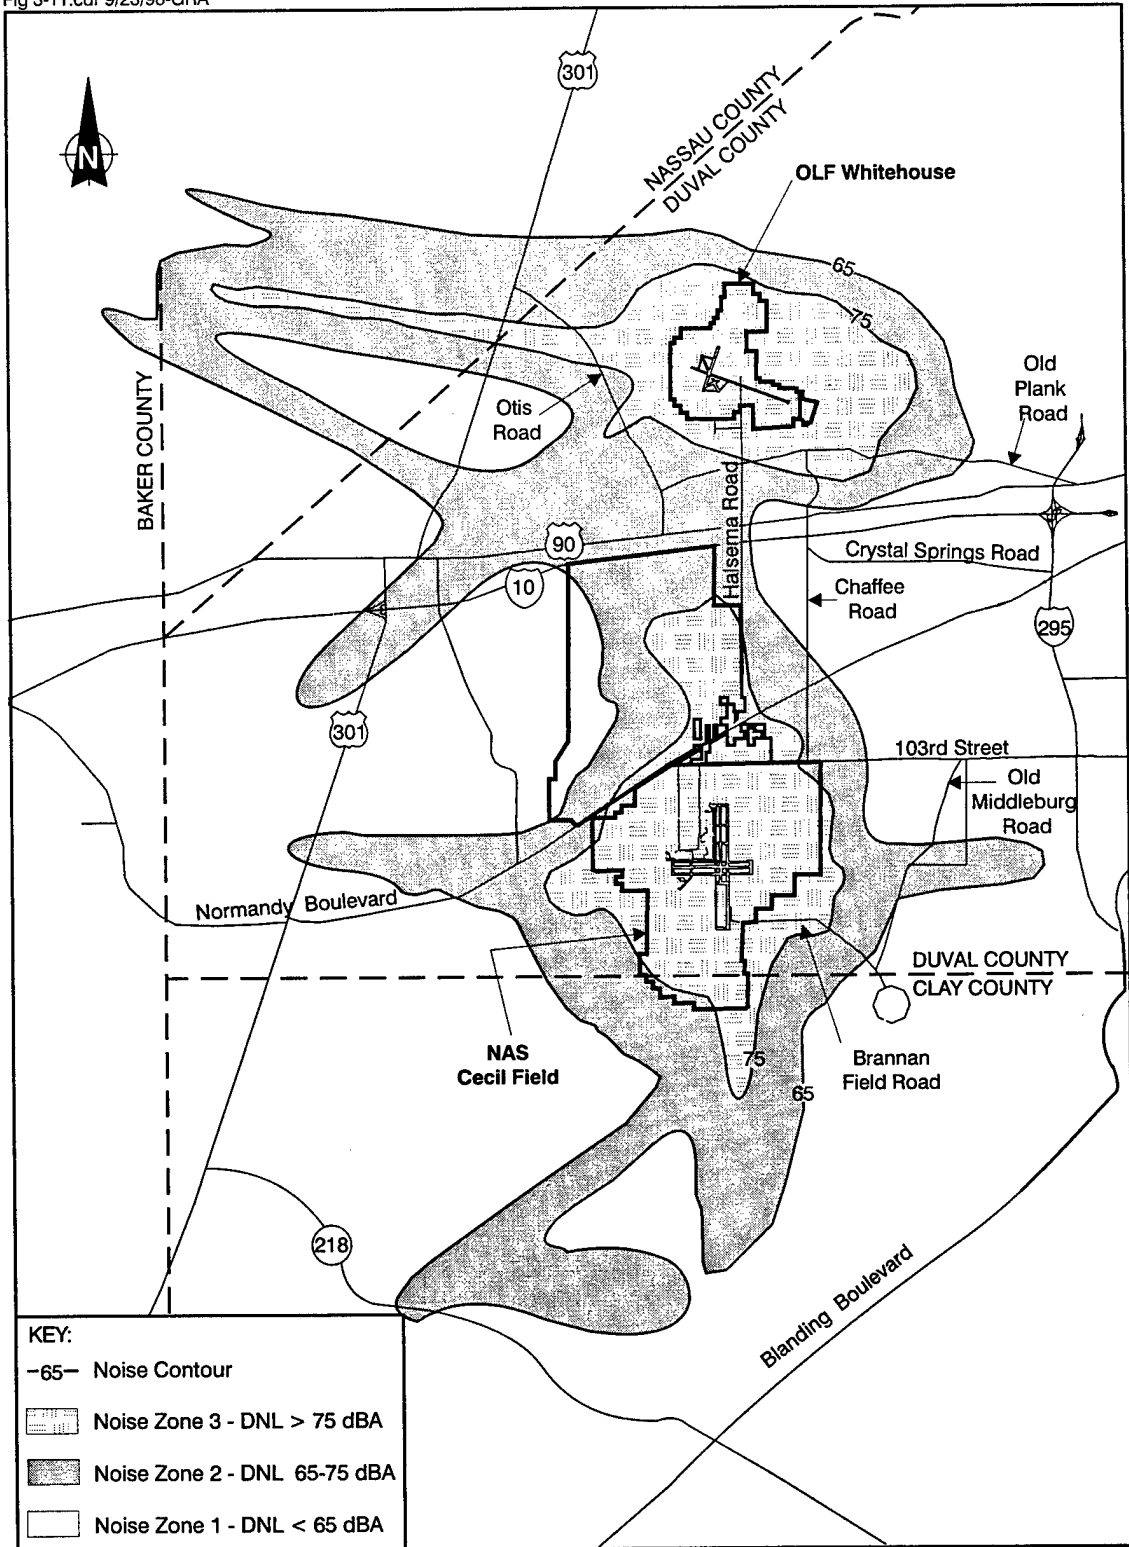 Fig 3-11.cdr 9/23/98-GRA
301
N
NASSAU COUNTY
DUVAL COUNTY
OLF Whitehouse
65
75
Old
Plank
Road
Otis
Road
BAKER COUNTY
Halsema Road
90
Crystal Springs Road
10
Chaffee
Road
295
301
103rd Street
Old
Middleburg
Road
Normandy Boulevard
DUVAL COUNTY
CLAY COUNTY
NAS
Cecil Field
75
Brannan
Field Road
65
218
Blanding Boulevard
KEY:
-65- Noise Contour
Noise Zone 3 - DNL > 75 dBA
Noise Zone 2 - DNL 65-75 dBA
Noise Zone 1 - DNL < 65 dBA